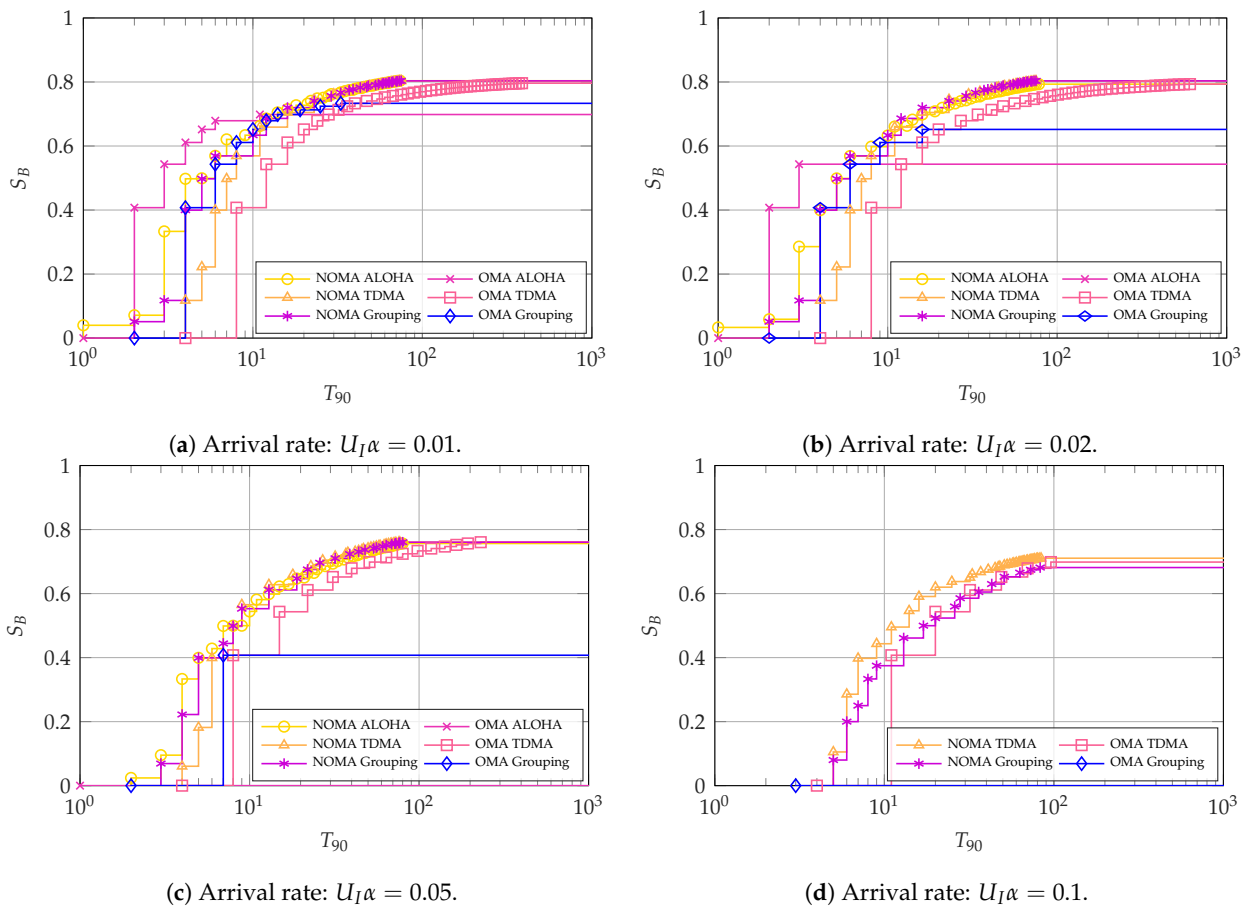 1
0.8
0.6
0.4
0.2
0
S_B
10^0
10^1
10^2
10^3
T_90
NOMA ALOHA
OMA ALOHA
NOMA TDMA
OMA TDMA
NOMA Grouping
OMA Grouping
(a) Arrival rate: U_Iα = 0.01.
1
0.8
0.6
0.4
0.2
0
S_B
10^0
10^1
10^2
10^3
T_90
NOMA ALOHA
OMA ALOHA
NOMA TDMA
OMA TDMA
NOMA Grouping
OMA Grouping
(b) Arrival rate: U_Iα = 0.02.
1
0.8
0.6
0.4
0.2
0
S_B
10^0
10^1
10^2
10^3
T_90
NOMA ALOHA
OMA ALOHA
NOMA TDMA
OMA TDMA
NOMA Grouping
OMA Grouping
(c) Arrival rate: U_Iα = 0.05.
1
0.8
0.6
0.4
0.2
0
S_B
10^0
10^1
10^2
10^3
T_90
NOMA TDMA
OMA TDMA
NOMA Grouping
OMA Grouping
(d) Arrival rate: U_Iα = 0.1.